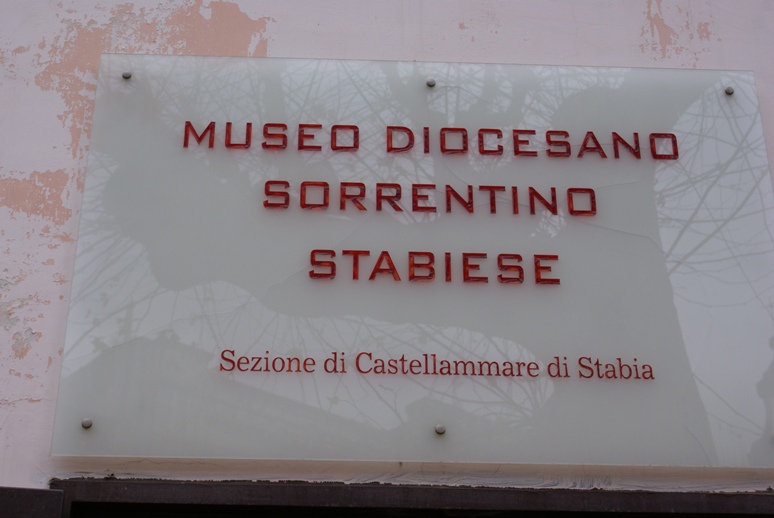 MUSEO DIOCESANO
SORRENTINO
STABIESE
Sezione di Castellammare di Stabia